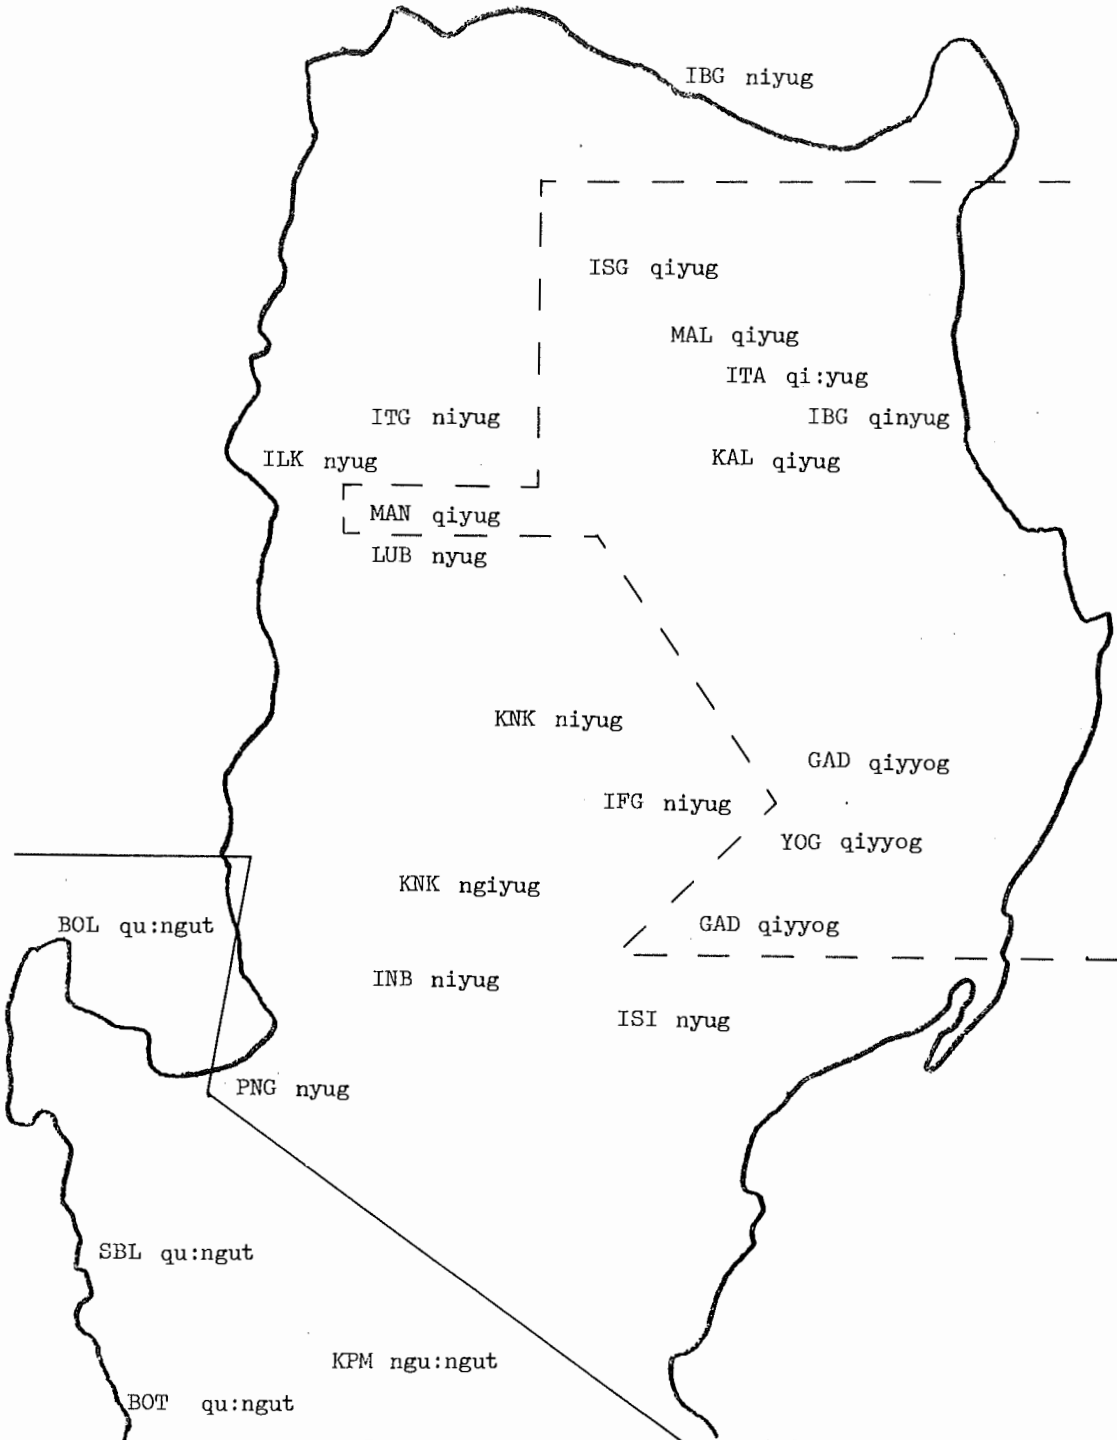 IBG niyug
ISG qiyug
MAL qiyug
ITA qi:yug
ITG niyug
IBG qinyug
ILK nyug
KAL qiyug
MAN qiyug
LUB nyug
KNK niyug
GAD qiyyog
IFG niyug
YOG qiyyog
KNK ngiyug
BOL qu:ngut
GAD qiyyog
INB niyug
ISI nyug
PNG nyug
SBL qu:ngut
KPM ngu:ngut
BOT qu:ngut